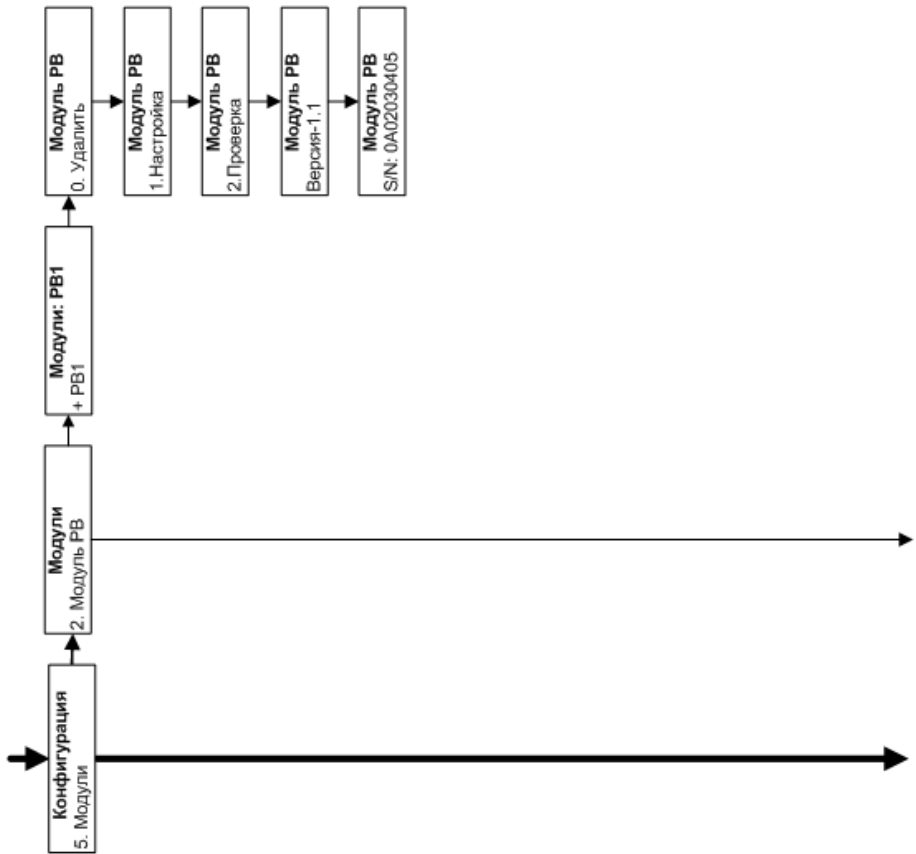 Конфигурация
5. Модули
Модули
2. Модуль РВ
Модули: РВ1
+ РВ1
Модуль РВ
0. Удалить
Модуль РВ
1.Настройка
Модуль РВ
2.Проверка
Модуль РВ
Версия-1.1
Модуль РВ
S/N: 0A02030405